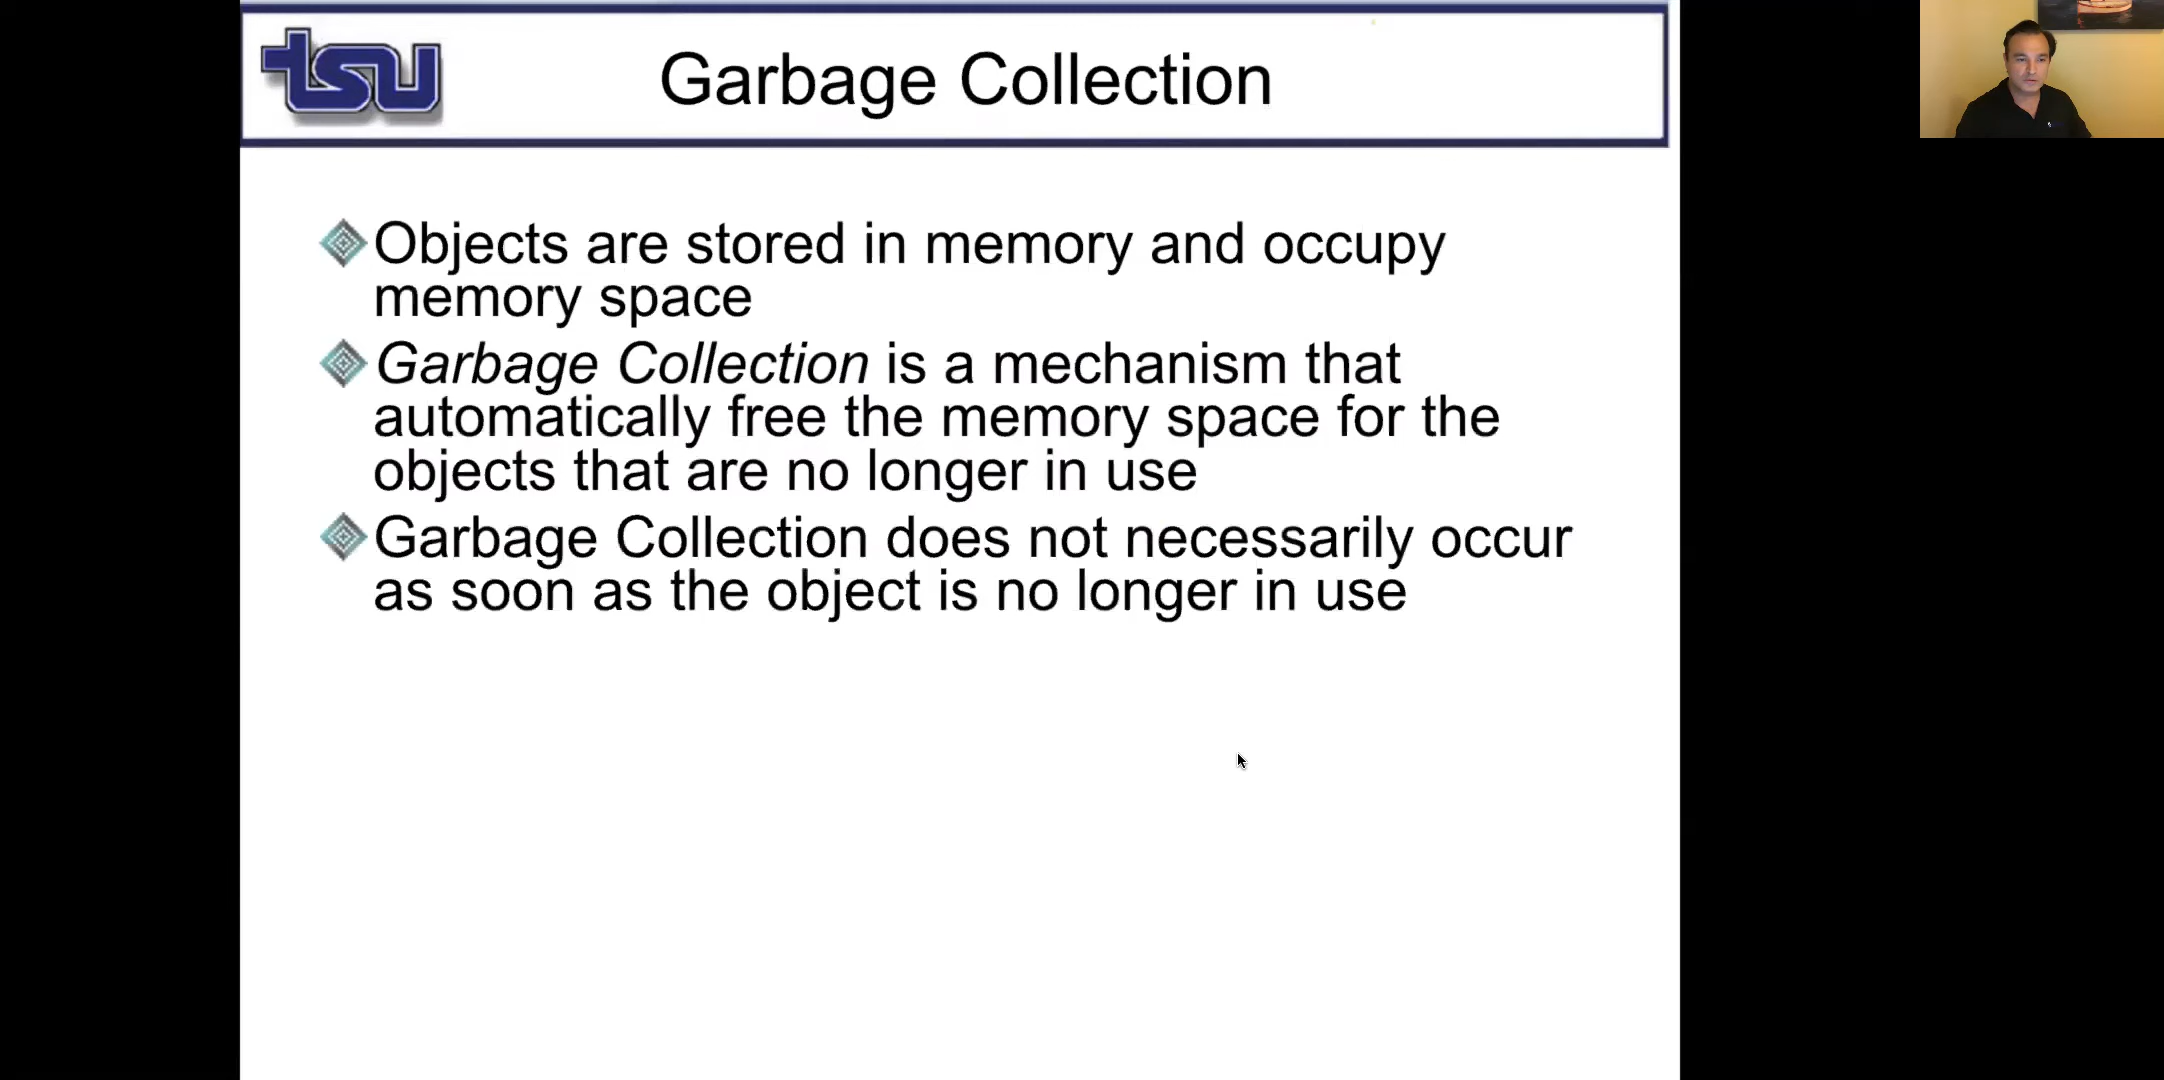 tsu
Garbage Collection
Objects are stored in memory and occupy
memory space
Garbage Collection is a mechanism that
automatically free the memory space for the
objects that are no longer in use
Garbage Collection does not necessarily occur
as soon as the object is no longer in use